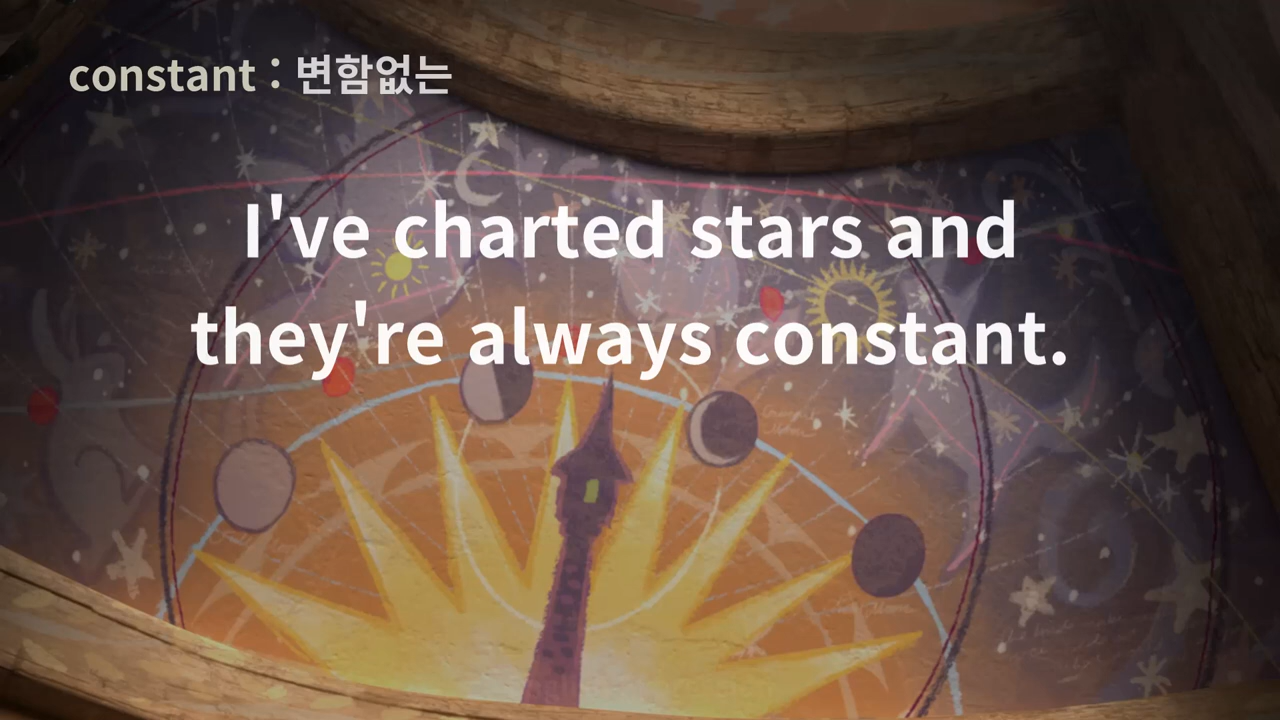 constant : 변함없는
I've charted stars and
they're always constant.